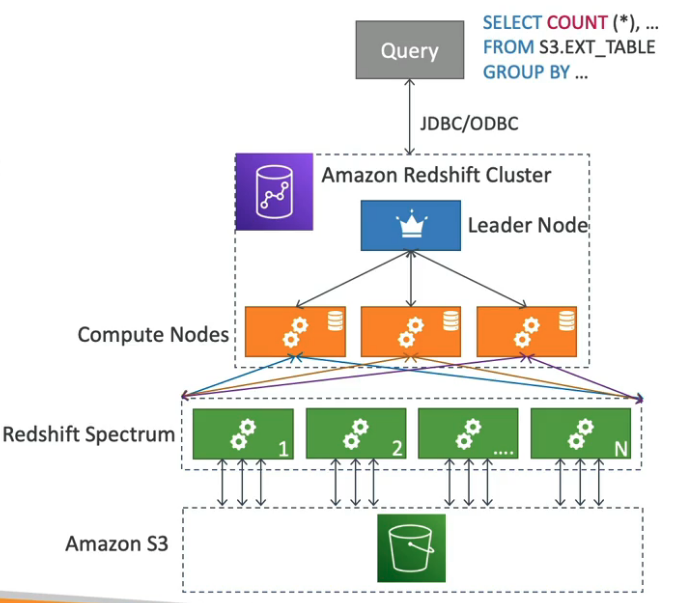 SELECT COUNT (*), ...
FROM S3.EXT_TABLE
GROUP BY ...
Query
JDBC/ODBC
Amazon Redshift Cluster
Leader Node
Compute Nodes
Redshift Spectrum
1
2
....
N
Amazon S3